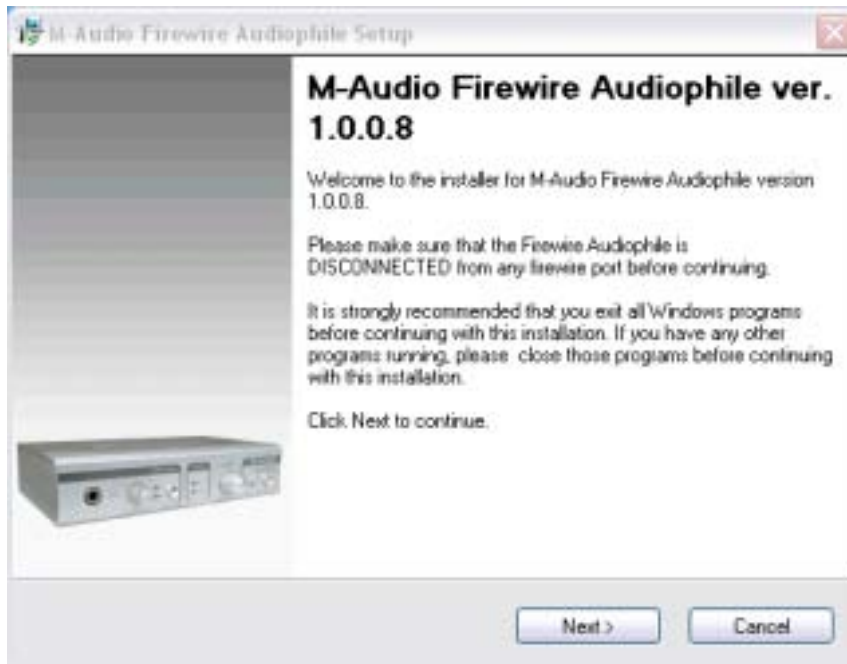 M-Audio Firewire Audiophile Setup
M-Audio Firewire Audiophile ver.
1.0.0.8
Welcome to the installer for M-Audio Firewire Audiophile version
1.0.0.8.
Please make sure that the Firewire Audiophile is
DISCONNECTED from any firewire port before continuing.
It is strongly recommended that you exit all Windows programs
before continuing with this installation. If you have any other
programs running, please close those programs before continuing
with this installation.
Click Next to continue.
Next >
Cancel